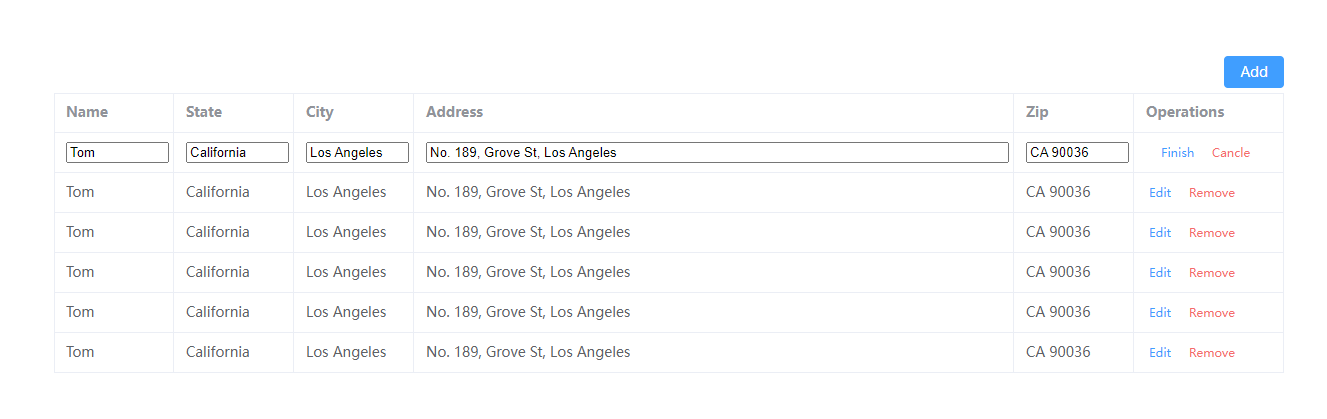 Add
Name State City Address Zip Operations
Tom California Los Angeles No. 189, Grove St, Los Angeles CA 90036 Finish Cancle
Tom California Los Angeles No. 189, Grove St, Los Angeles CA 90036 Edit Remove
Tom California Los Angeles No. 189, Grove St, Los Angeles CA 90036 Edit Remove
Tom California Los Angeles No. 189, Grove St, Los Angeles CA 90036 Edit Remove
Tom California Los Angeles No. 189, Grove St, Los Angeles CA 90036 Edit Remove
Tom California Los Angeles No. 189, Grove St, Los Angeles CA 90036 Edit Remove